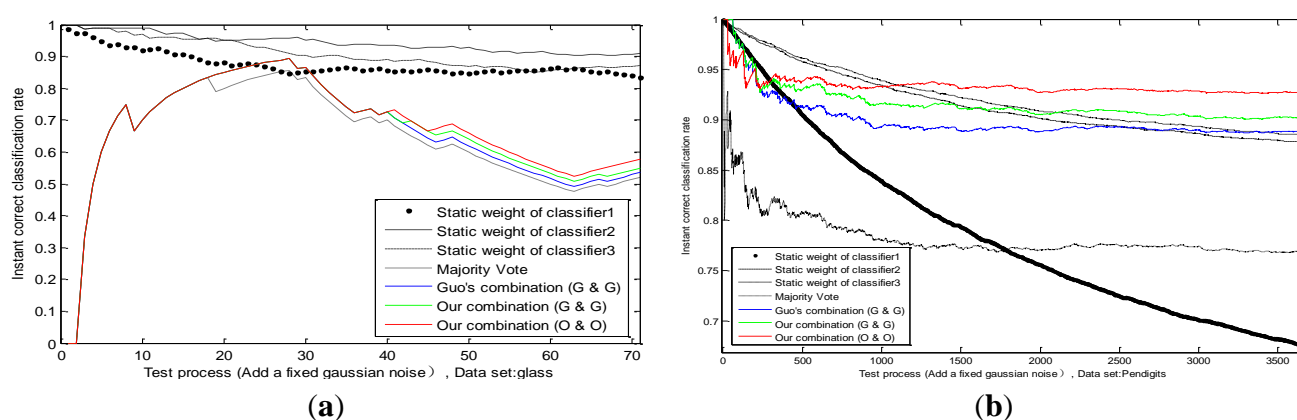 Instant correct classification rate
1
0.9
0.8
0.7
0.6
0.5
0.4
0.3
0.2
0.1
0
Static weight of classifier1
Static weight of classifier2
Static weight of classifier3
Majority Vote
Guo's combination (G & G)
Our combination (G & G)
Our combination (O & O)
0 10 20 30 40 50 60 70
Test process (Add a fixed gaussian noise） , Data set:glass
(a)
Instant correct classification rate
1
0.95
0.9
0.85
0.8
0.75
0.7
Static weight of classifier1
Static weight of classifier2
Static weight of classifier3
Majority Vote
Guo's combination (G & G)
Our combination (G & G)
Our combination (O & O)
0 500 1000 1500 2000 2500 3000 3500
Test process (Add a fixed gaussian noise） , Data set:Pendigits
(b)